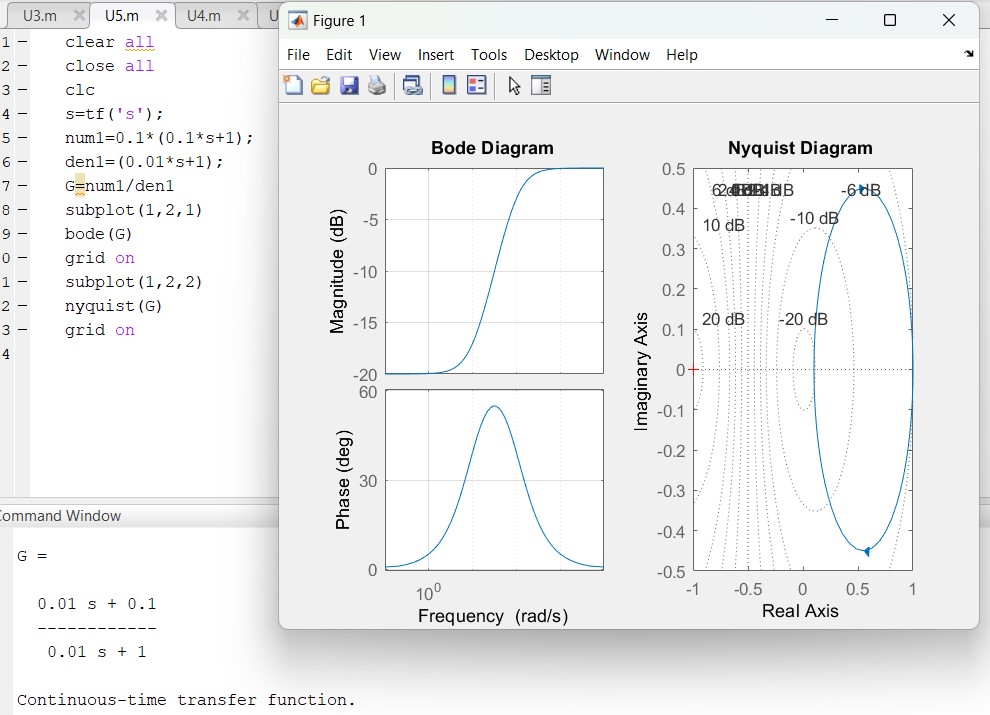 U3.m
U5.m
U4.m
U
1 – clear all
2 – close all
3 – clc
4 – s=tf('s');
5 – num1=0.1*(0.1*s+1);
6 – den1=(0.01*s+1);
7 – G=num1/den1
8 – subplot(1,2,1)
9 – bode(G)
0 – grid on
1 – subplot(1,2,2)
2 – nyquist(G)
3 – grid on
4
Figure 1
File Edit View Insert Tools Desktop Window Help
Bode Diagram
Magnitude (dB)
0
-5
-10
-15
-20
Phase (deg)
60
30
0
10⁰
Frequency (rad/s)
Nyquist Diagram
Imaginary Axis
0.5
0.4
0.3
0.2
0.1
0
-0.1
-0.2
-0.3
-0.4
-0.5
-6 dB
10 dB
-10 dB
20 dB
-20 dB
-1 -0.5 0 0.5 1
Real Axis
ommand Window
G =
0.01 s + 0.1
------------
0.01 s + 1
Continuous-time transfer function.